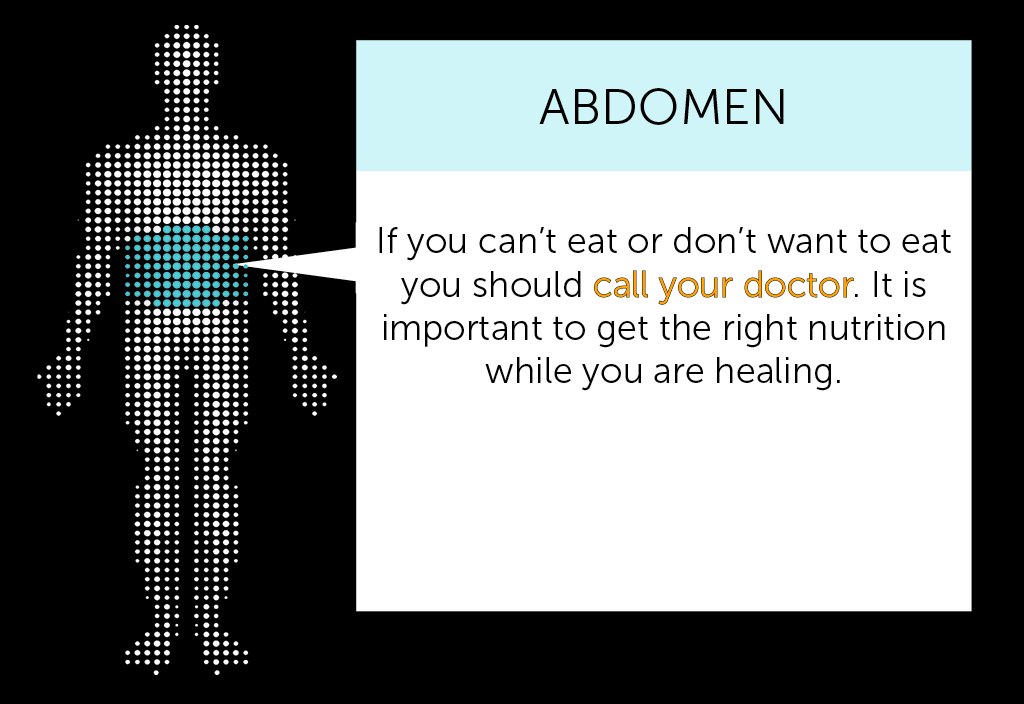 ABDOMEN
If you can’t eat or don’t want to eat
you should call your doctor. It is
important to get the right nutrition
while you are healing.